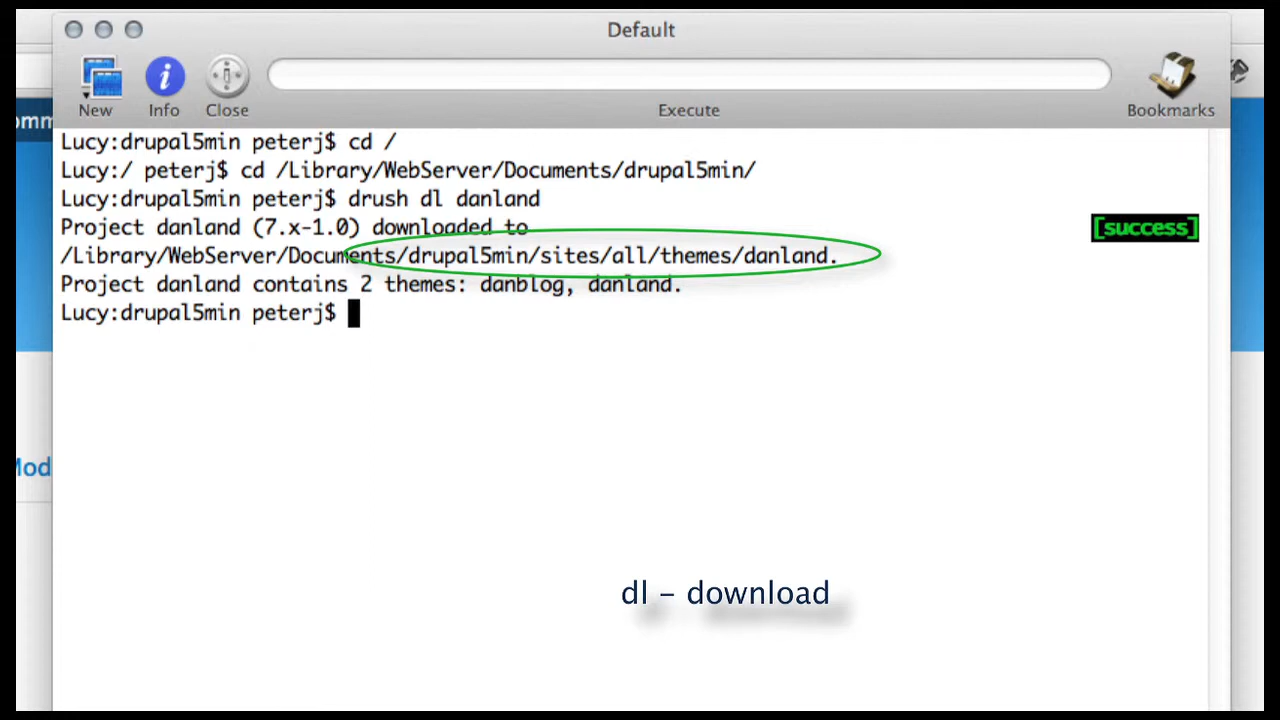 Default
New
Info
Close
Execute
Bookmarks
omm
Lucy:drupal5min peterj$ cd /
Lucy:/ peterj$ cd /Library/WebServer/Documents/drupal5min/
Lucy:drupal5min peterj$ drush dl danland
Project danland (7.x-1.0) downloaded to
[success]
/Library/WebServer/Documents/drupal5min/sites/all/themes/danland.
Project danland contains 2 themes: danblog, danland.
Lucy:drupal5min peterj$
Mod
dl – download